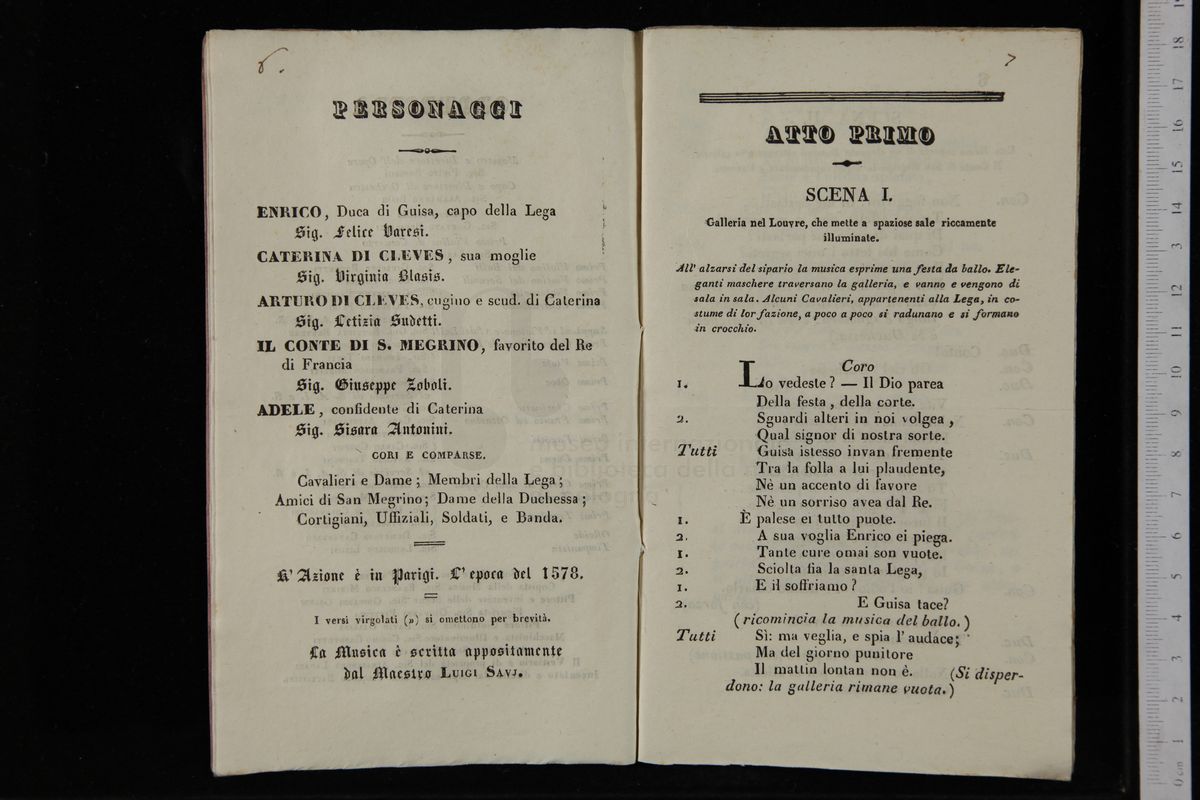 6.
PERSONAGGI
ENRICO, Duca di Guisa, capo della Lega
Sig. Felice Varesi.
CATERINA DI CLEVES, sua moglie
Sig. Virginia Blasis.
ARTURO DI CLEVES, cugino e scud. di Caterina
Sig. Letizia Sudetti.
IL CONTE DI S. MEGRINO, favorito del Re
di Francia
Sig. Giuseppe Zoboli.
ADELE, confidente di Caterina
Sig. Sisara Antonini.
CORI E COMPARSE.
Cavalieri e Dame; Membri della Lega;
Amici di San Megrino; Dame della Duchessa;
Cortigiani, Uffiziali, Soldati, e Banda.
L'Azione è in Parigi. L'epoca del 1578.
I versi virgolati (») si omettono per brevità.
La Musica è scritta appositamente
dal Maestro LUIGI SAVJ.
7
ATTO PRIMO
SCENA I.
Galleria nel Louvre, che mette a spaziose sale riccamente
illuminate.
All' alzarsi del sipario la musica esprime una festa da ballo. Ele-
ganti maschere traversano la galleria, e vanno e vengono di
sala in sala. Alcuni Cavalieri, appartenenti alla Lega, in co-
stume di lor fazione, a poco a poco si radunano e si formano
in crocchio.
Coro
1. Lo vedeste? — Il Dio parea
Della festa, della corte.
2. Sguardi alteri in noi volgea,
Qual signor di nostra sorte.
Tutti Guisa istesso invan fremente
Tra la folla a lui plaudente,
Nè un accento di favore
Nè un sorriso avea dal Re.
1. È palese ei tutto puote.
2. A sua voglia Enrico ei piega.
1. Tante cure omai son vuote.
2. Sciolta fia la santa Lega,
1. E il soffriamo?
2. E Guisa tace?
(ricomincia la musica del ballo.)
Tutti Sì: ma veglia, e spia l'audace;
Ma del giorno punitore
Il mattin lontan non è. (Si disper-
dono: la galleria rimane vuota.)